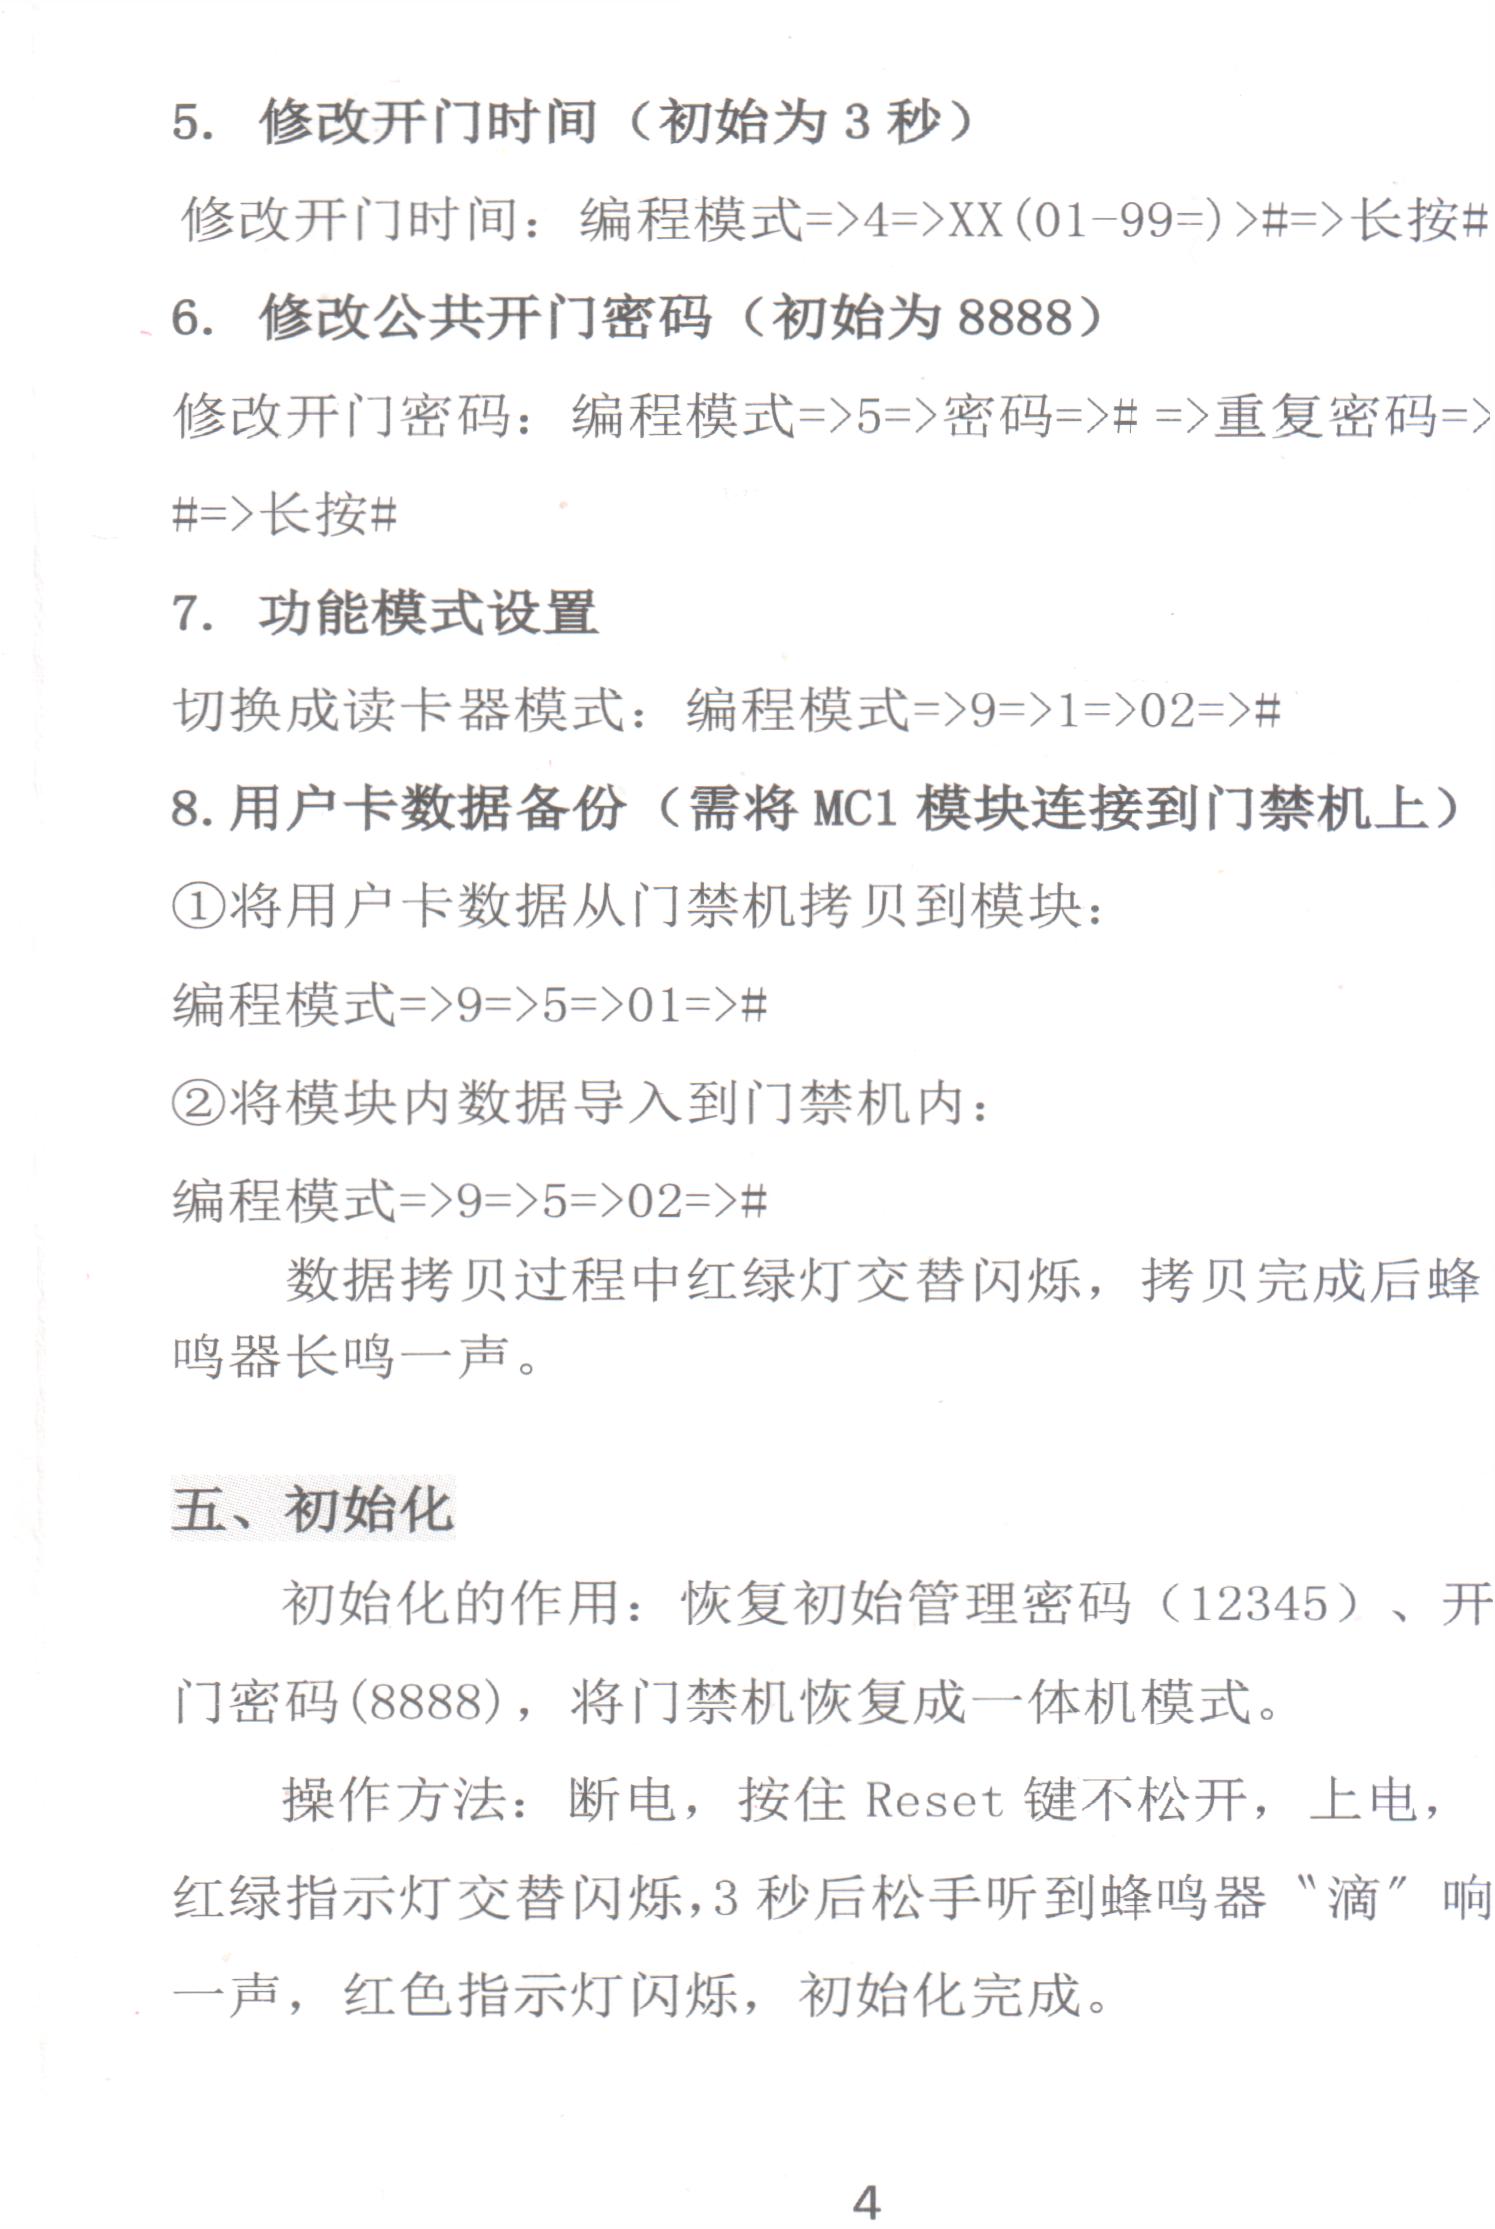 5. 修改开门时间（初始为 3 秒）
修改开门时间：编程模式=>4=>XX(01-99=)>#=>长按#
6. 修改公共开门密码（初始为 8888）
修改开门密码：编程模式=>5=>密码=># =>重复密码=>
#=>长按#
7. 功能模式设置
切换成读卡器模式：编程模式=>9=>1=>02=>#
8.用户卡数据备份（需将 MC1 模块连接到门禁机上）
①将用户卡数据从门禁机拷贝到模块：
编程模式=>9=>5=>01=>#
②将模块内数据导入到门禁机内：
编程模式=>9=>5=>02=>#
数据拷贝过程中红绿灯交替闪烁，拷贝完成后蜂
鸣器长鸣一声。
五、初始化
初始化的作用：恢复初始管理密码（12345）、开
门密码(8888)，将门禁机恢复成一体机模式。
操作方法：断电，按住 Reset 键不松开，上电，
红绿指示灯交替闪烁，3 秒后松手听到蜂鸣器〝滴〞响
一声，红色指示灯闪烁，初始化完成。
4